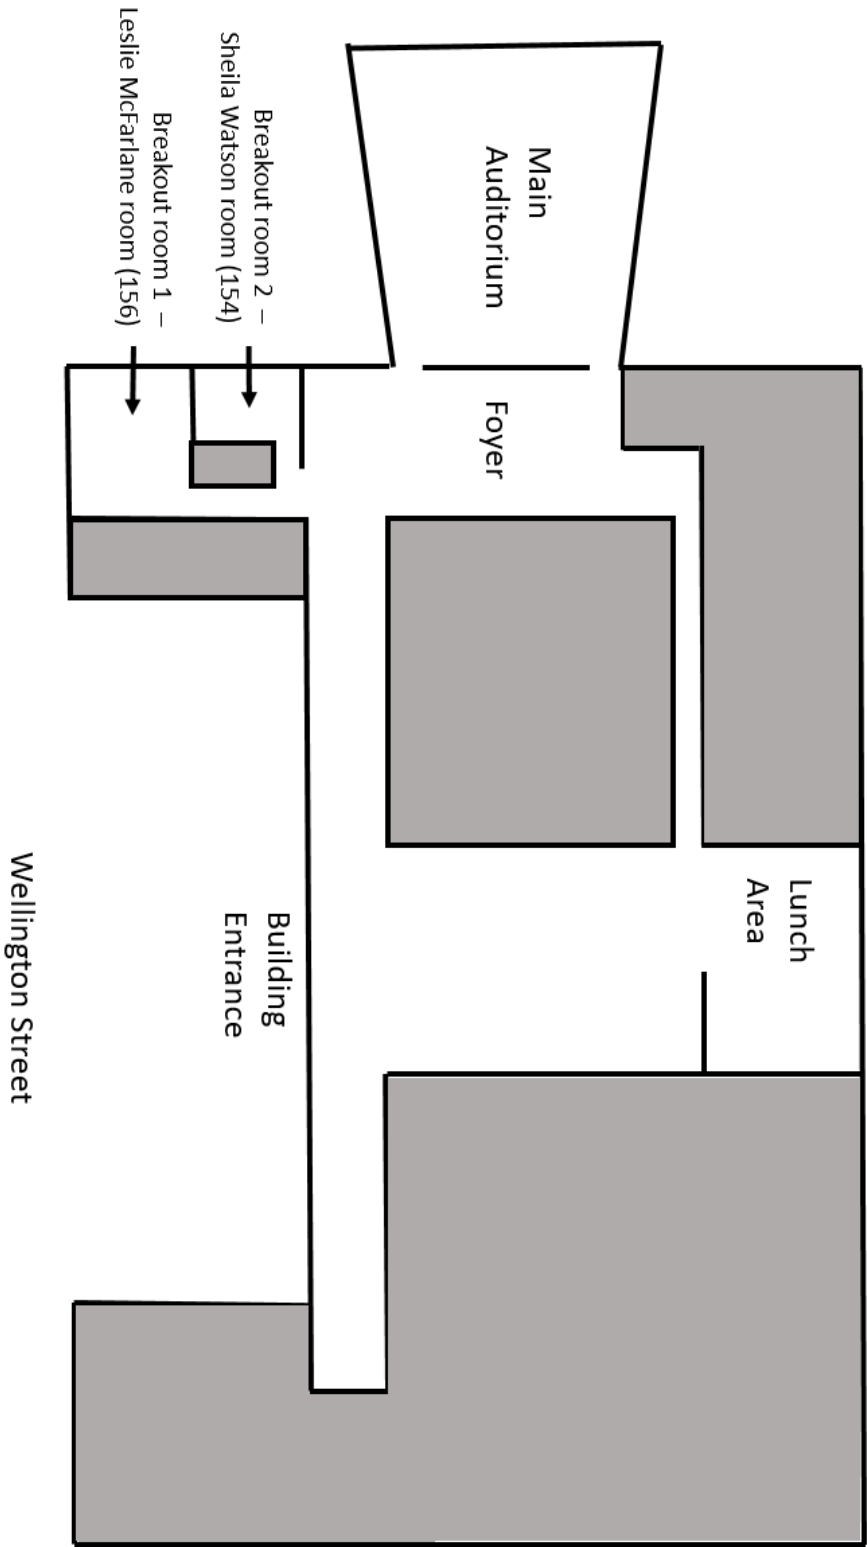 Lunch
Area
Main
Auditorium
Foyer
Building
Entrance
Breakout room 2 –
Sheila Watson room (154)
Breakout room 1 –
Leslie McFarlane room (156)
Wellington Street